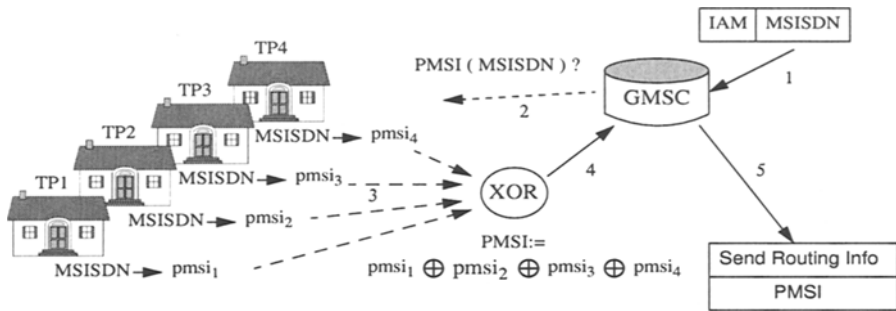 IAM MSISDN
TP4
PMSI ( MSISDN ) ?
1
GMSC
TP3
2
MSISDN pmsi4
TP2
4
5
MSISDN pmsi3
3
XOR
TP1
MSISDN pmsi2
PMSI:=
MSISDN pmsi1
pmsi1 ⊕ pmsi2 ⊕ pmsi3 ⊕ pmsi4
Send Routing Info
PMSI